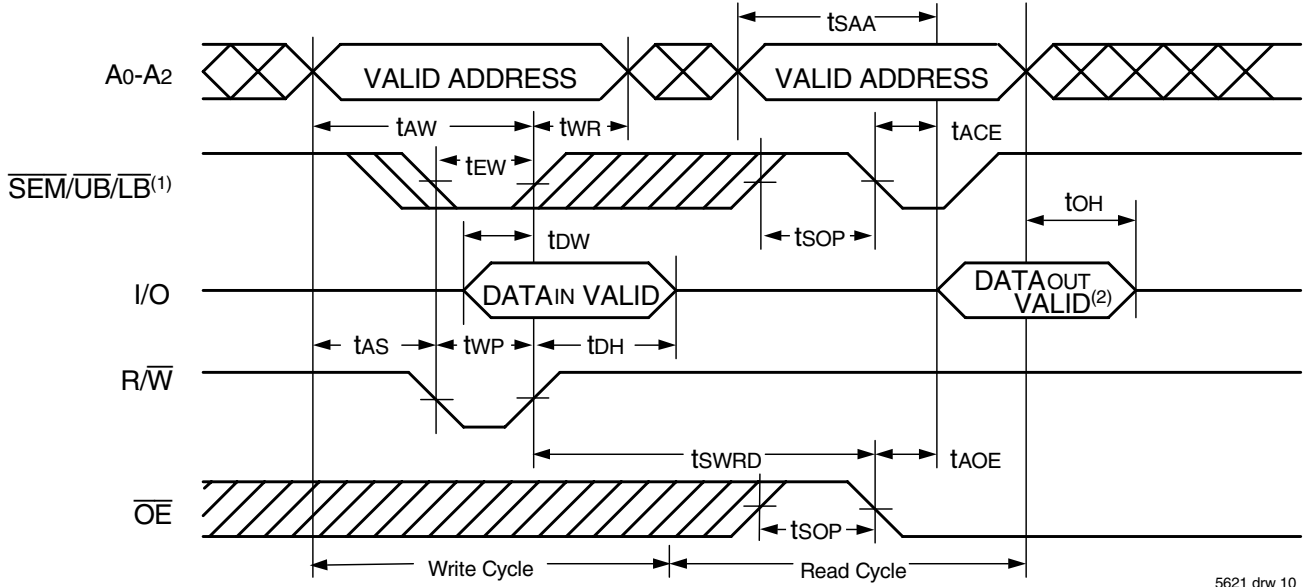 tSAA
A0-A2
VALID ADDRESS
VALID ADDRESS
tAW
tWR
tACE
tEW
SEM/UB/LB(1)
tSOP
tOH
tDW
I/O
DATAIN VALID
DATAOUT
VALID(2)
tAS
tWP
tDH
R/W
tSWRD
tAOE
OE
tSOP
Write Cycle
Read Cycle
5621 drw 10